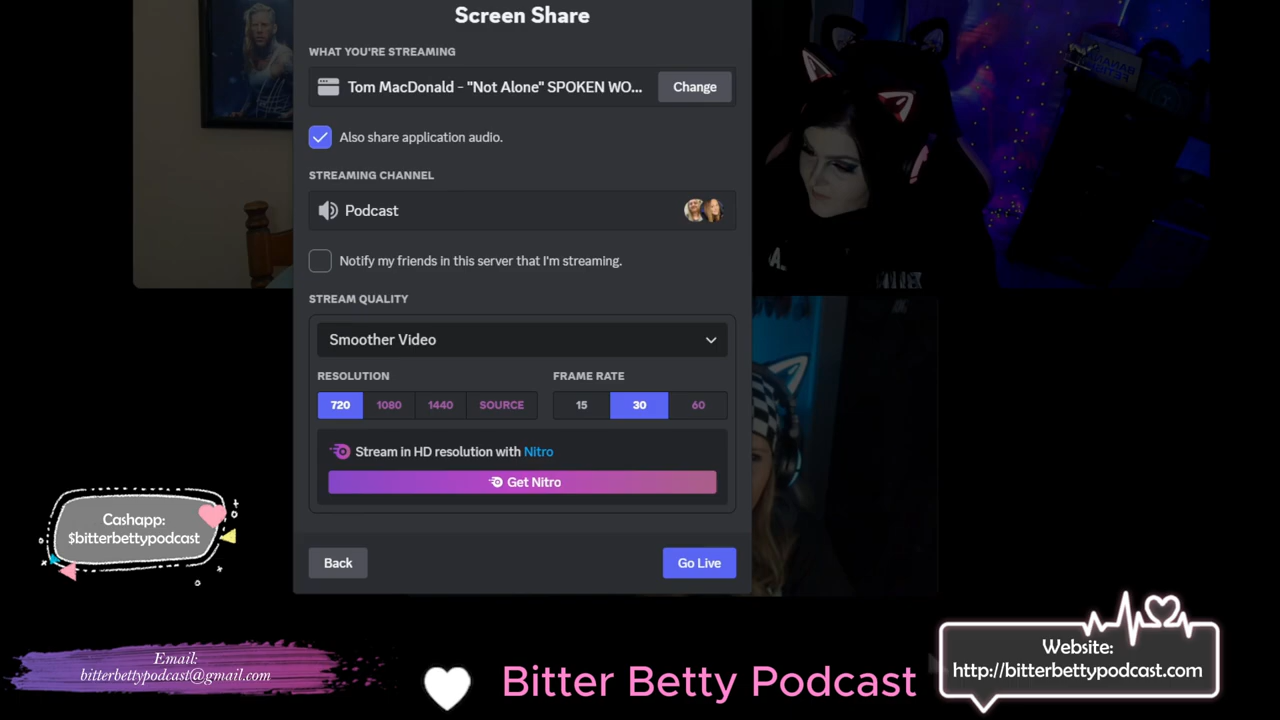 Screen Share
WHAT YOU'RE STREAMING
Tom MacDonald - "Not Alone" SPOKEN WO...
Change
Also share application audio.
STREAMING CHANNEL
Podcast
Notify my friends in this server that I'm streaming.
STREAM QUALITY
Smoother Video
RESOLUTION
FRAME RATE
720 1080 1440 SOURCE
15 30 60
Stream in HD resolution with Nitro
Get Nitro
Back
Go Live
Cashapp:
$bitterbettypodcast
Email:
bitterbettypodcast@gmail.com
Bitter Betty Podcast
Website:
http://bitterbettypodcast.com